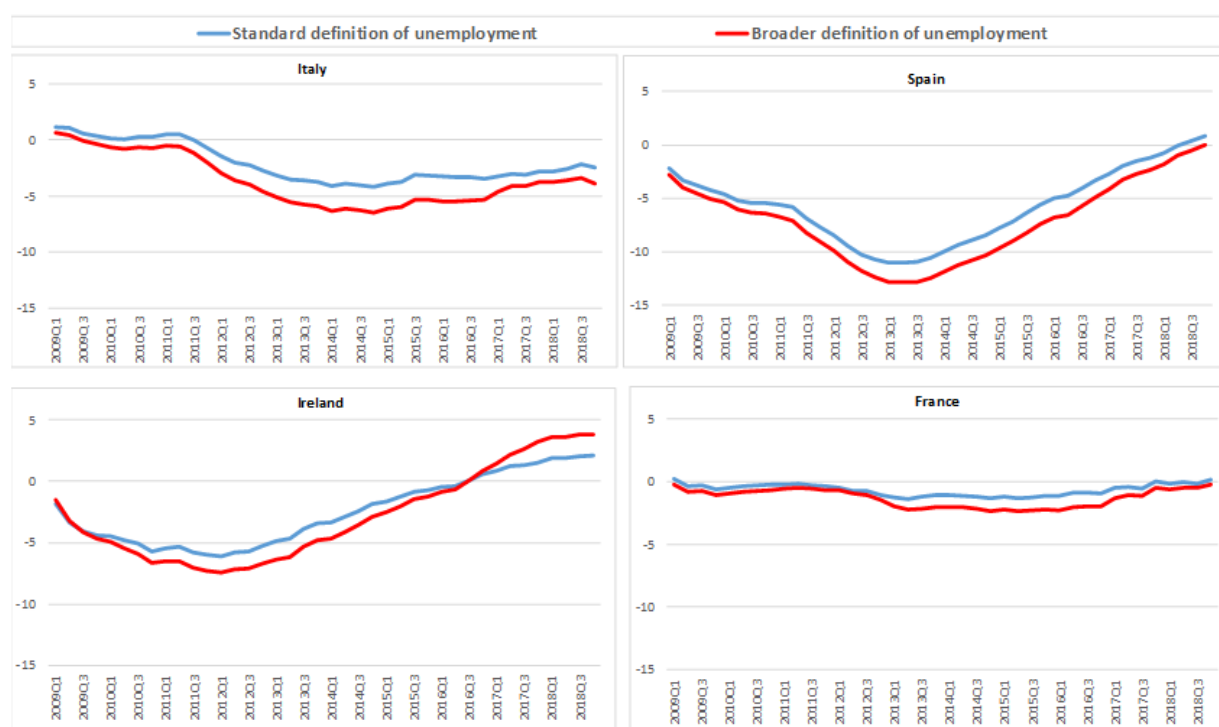 Standard definition of unemployment Broader definition of unemployment
Italy
5
0
-5
-10
-15
2009Q1 2009Q3 2010Q1 2010Q3 2011Q1 2011Q3 2012Q1 2012Q3 2013Q1 2013Q3 2014Q1 2014Q3 2015Q1 2015Q3 2016Q1 2016Q3 2017Q1 2017Q3 2018Q1 2018Q3
Spain
5
0
-5
-10
-15
2009Q1 2009Q3 2010Q1 2010Q3 2011Q1 2011Q3 2012Q1 2012Q3 2013Q1 2013Q3 2014Q1 2014Q3 2015Q1 2015Q3 2016Q1 2016Q3 2017Q1 2017Q3 2018Q1 2018Q3
Ireland
5
0
-5
-10
-15
2009Q1 2009Q3 2010Q1 2010Q3 2011Q1 2011Q3 2012Q1 2012Q3 2013Q1 2013Q3 2014Q1 2014Q3 2015Q1 2015Q3 2016Q1 2016Q3 2017Q1 2017Q3 2018Q1 2018Q3
France
5
0
-5
-10
-15
2009Q1 2009Q3 2010Q1 2010Q3 2011Q1 2011Q3 2012Q1 2012Q3 2013Q1 2013Q3 2014Q1 2014Q3 2015Q1 2015Q3 2016Q1 2016Q3 2017Q1 2017Q3 2018Q1 2018Q3